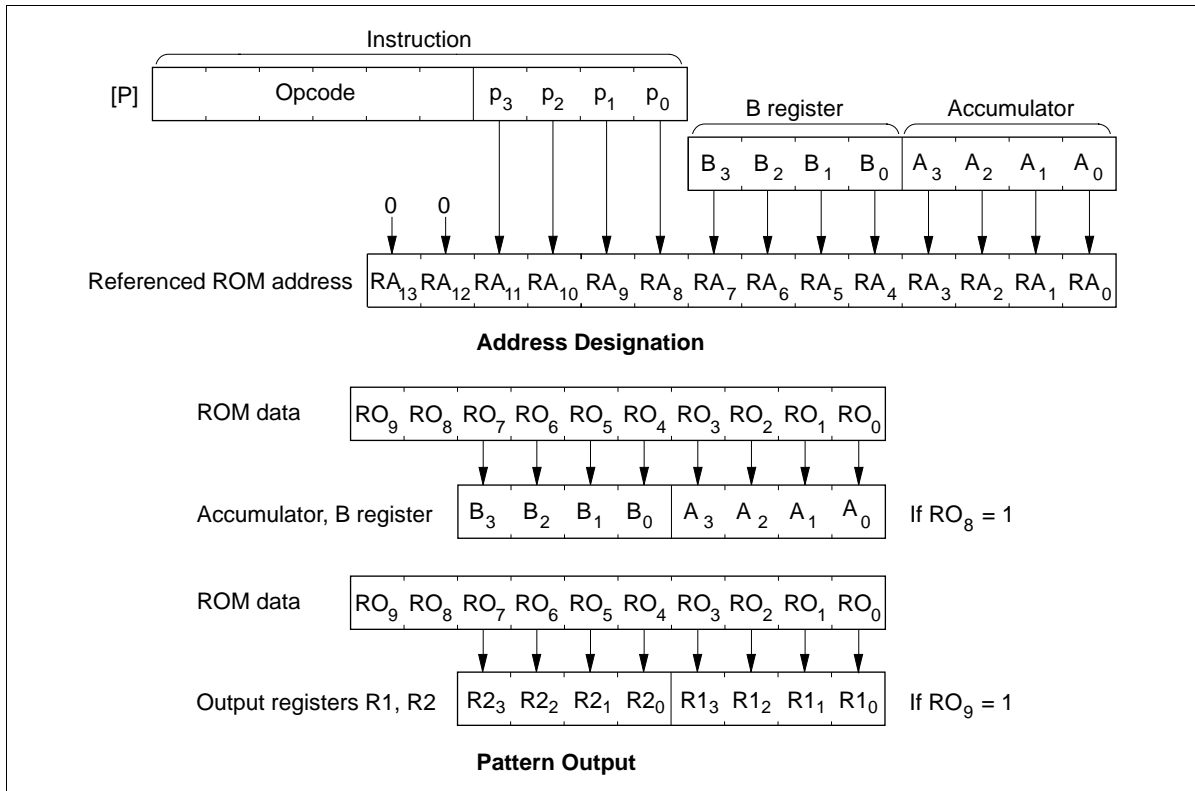 Instruction
[P] Opcode p3 p2 p1 p0
B register Accumulator
B3 B2 B1 B0 A3 A2 A1 A0
0 0
Referenced ROM address RA13 RA12 RA11 RA10 RA9 RA8 RA7 RA6 RA5 RA4 RA3 RA2 RA1 RA0
Address Designation
ROM data RO9 RO8 RO7 RO6 RO5 RO4 RO3 RO2 RO1 RO0
Accumulator, B register B3 B2 B1 B0 A3 A2 A1 A0 If RO8 = 1
ROM data RO9 RO8 RO7 RO6 RO5 RO4 RO3 RO2 RO1 RO0
Output registers R1, R2 R23 R22 R21 R20 R13 R12 R11 R10 If RO9 = 1
Pattern Output